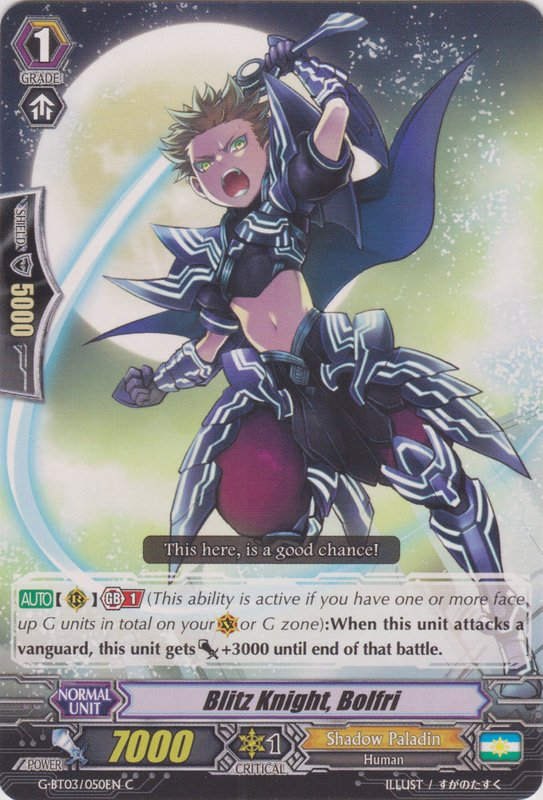 1
GRADE
SHIELD
5000
This here, is a good chance!
AUTO【 】GB 1 (This ability is active if you have one or more face
up G units in total on your or G zone):When this unit attacks a
vanguard, this unit gets +3000 until end of that battle.
NORMAL
UNIT
Blitz Knight, Bolfri
POWER
7000
1
CRITICAL
Shadow Paladin
Human
G-BT03/050EN C
ILLUST / すがのたすく